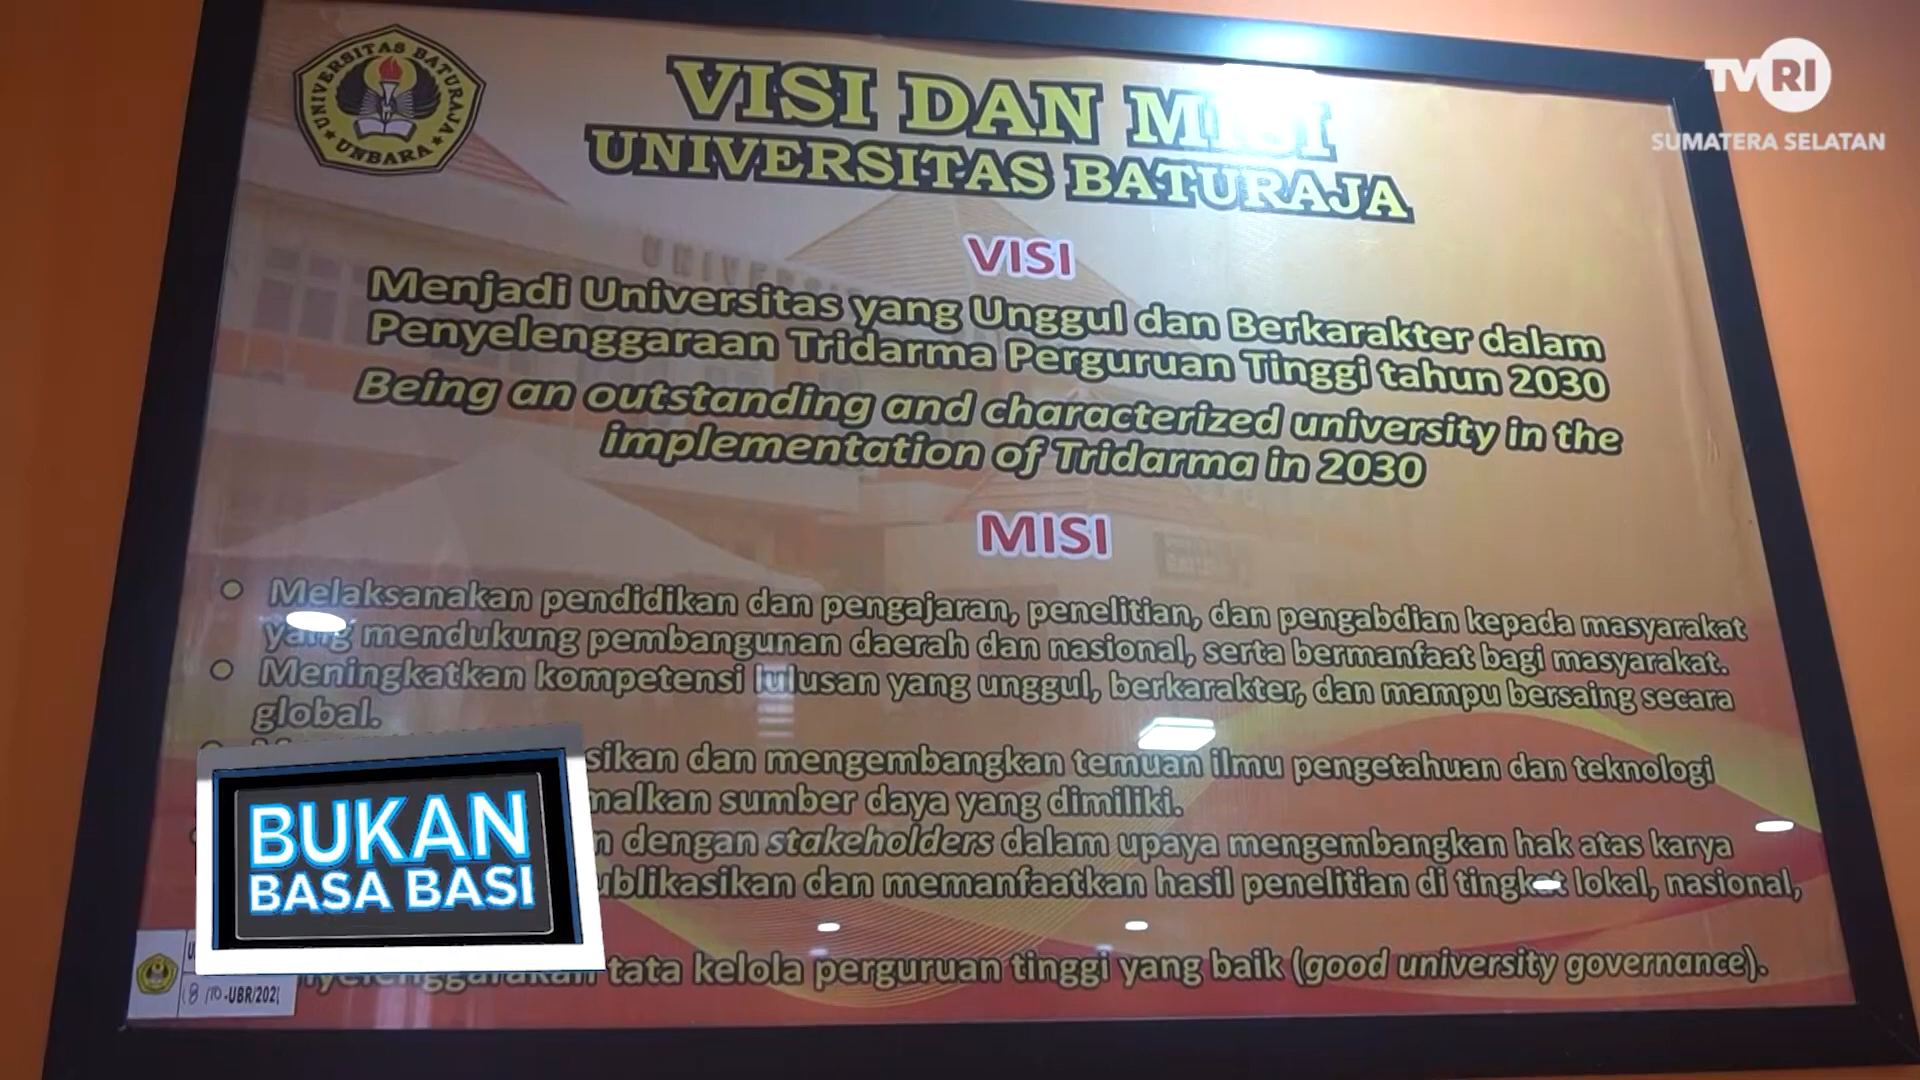 UNIVERSITAS BATURAJA
UNBARA
VISI DAN MISI
UNIVERSITAS BATURAJA
TVRI
SUMATERA SELATAN
VISI
Menjadi Universitas yang Unggul dan Berkarakter dalam
Penyelenggaraan Tridarma Perguruan Tinggi tahun 2030
Being an outstanding and characterized university in the
implementation of Tridarma in 2030
MISI
Melaksanakan pendidikan dan pengajaran, penelitian, dan pengabdian kepada masyarakat
yang mendukung pembangunan daerah dan nasional, serta bermanfaat bagi masyarakat.
Meningkatkan kompetensi lulusan yang unggul, berkarakter, dan mampu bersaing secara
global.
dan mengembangkan temuan ilmu pengetahuan dan teknologi
sumber daya yang dimiliki.
dengan stakeholders dalam upaya mengembangkan hak atas karya
dan memanfaatkan hasil penelitian di tingkat lokal, nasional,
tata kelola perguruan tinggi yang baik (good university governance).
BUKAN
BASA BASI